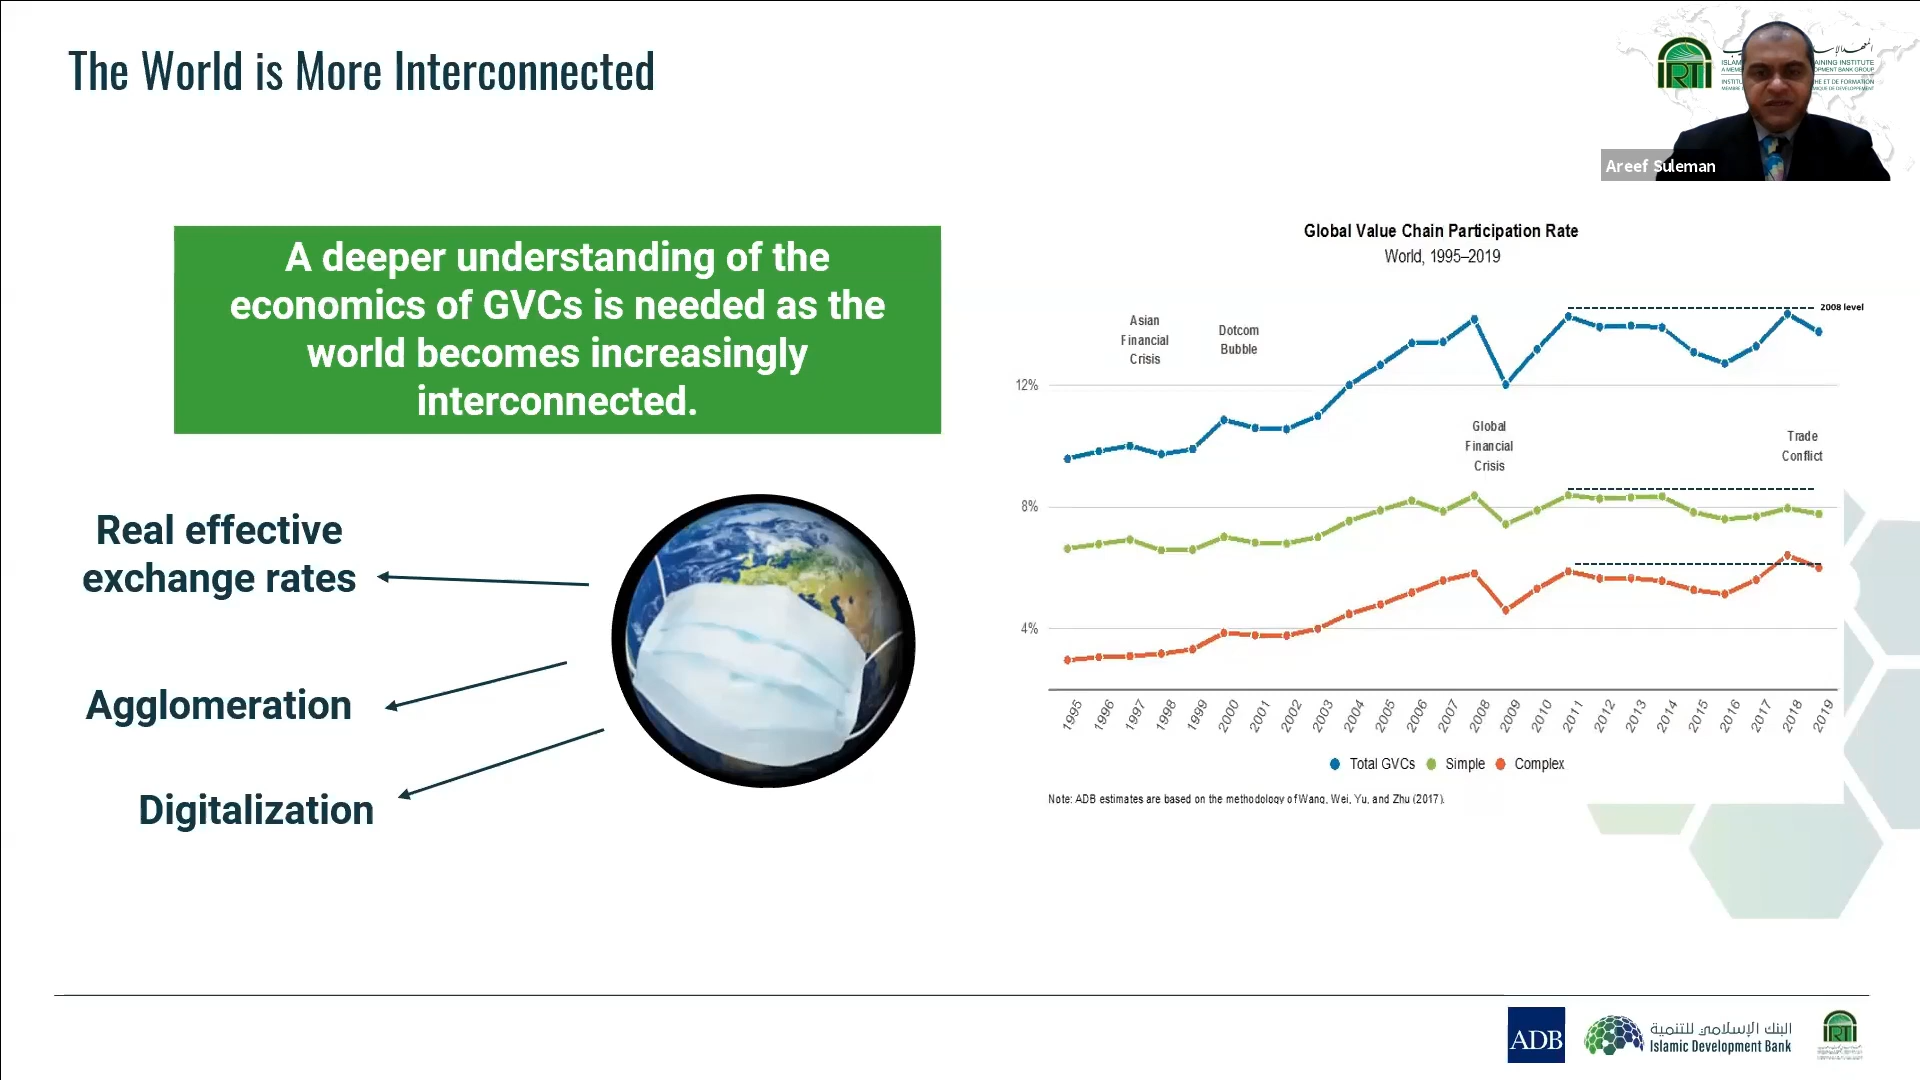 The World is More Interconnected
Areef Suleman
A deeper understanding of the
economics of GVCs is needed as the
world becomes increasingly
interconnected.
Real effective
exchange rates
Agglomeration
Digitalization
Global Value Chain Participation Rate
World, 1995–2019
2008 level
Asian
Financial
Crisis
Dotcom
Bubble
12%
Global
Financial
Crisis
Trade
Conflict
8%
4%
1995
1996
1997
1998
1999
2000
2001
2002
2003
2004
2005
2006
2007
2008
2009
2010
2011
2012
2013
2014
2015
2016
2017
2018
2019
Total GVCs
Simple
Complex
Note: ADB estimates are based on the methodology of Wang, Wei, Yu, and Zhu (2017).
ADB
البنك الإسلامي للتنمية
Islamic Development Bank
IRTI